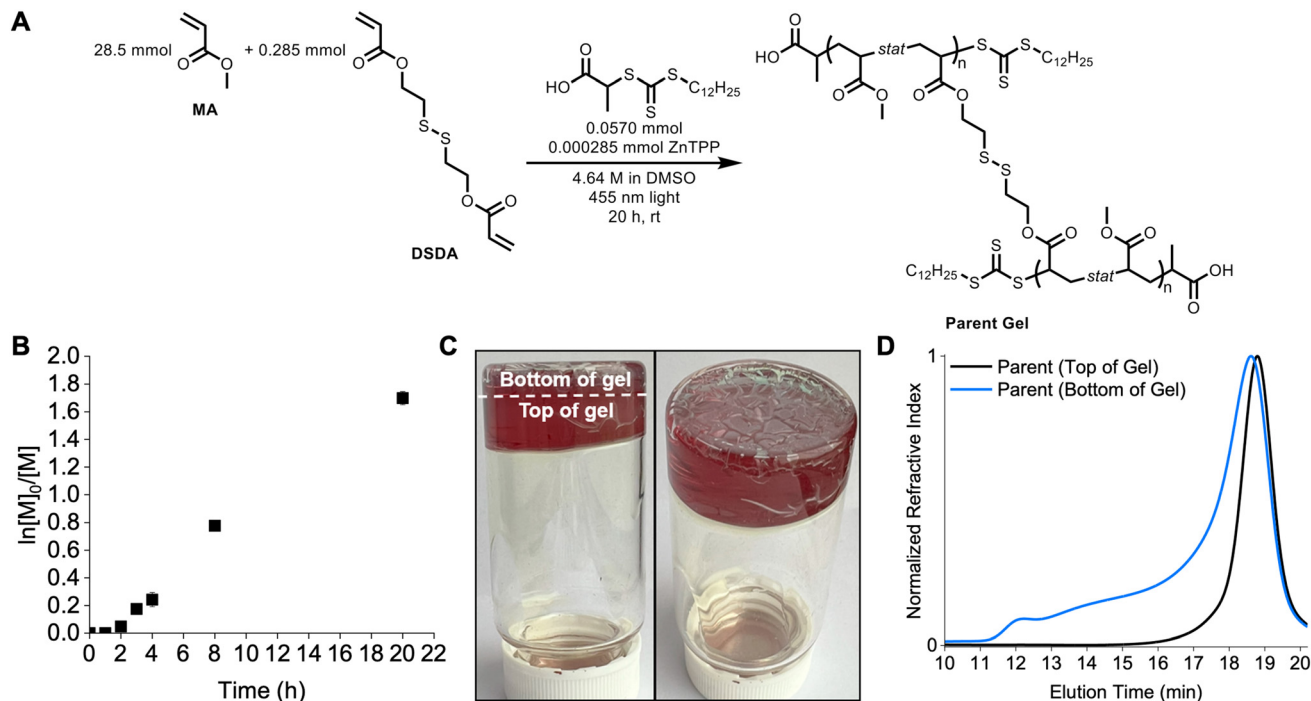 A
28.5 mmol
MA
+ 0.285 mmol
DSDA
0.0570 mmol
0.000285 mmol ZnTPP
4.64 M in DMSO
455 nm light
20 h, rt
O
O
O
O
S
S
O
O
HO
O
S
S
S
C12H25
HO
O
stat
n
S
S
S
C12H25
O
O
O
O
S
S
O
O
O
O
C12H25
S
S
S
stat
n
OH
O
Parent Gel
B
ln[M]0/[M]
2.0
1.8
1.6
1.4
1.2
1.0
0.8
0.6
0.4
0.2
0.0
0 2 4 6 8 10 12 14 16 18 20 22
Time (h)
C
Bottom of gel
Top of gel
D
Normalized Refractive Index
1
0
Parent (Top of Gel)
Parent (Bottom of Gel)
10 11 12 13 14 15 16 17 18 19 20
Elution Time (min)